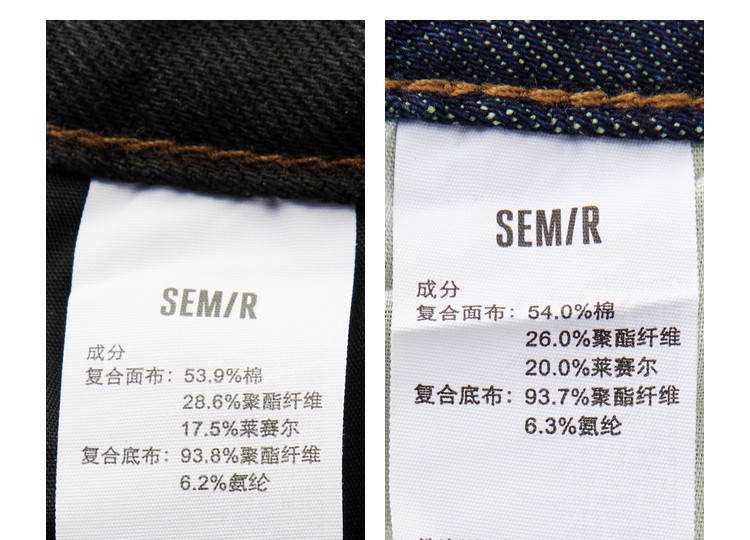 SEM/R
成分
复合面布：53.9%棉
28.6%聚酯纤维
17.5%莱赛尔
复合底布：93.8%聚酯纤维
6.2%氨纶
SEM/R
成分
复合面布：54.0%棉
26.0%聚酯纤维
20.0%莱赛尔
复合底布：93.7%聚酯纤维
6.3%氨纶